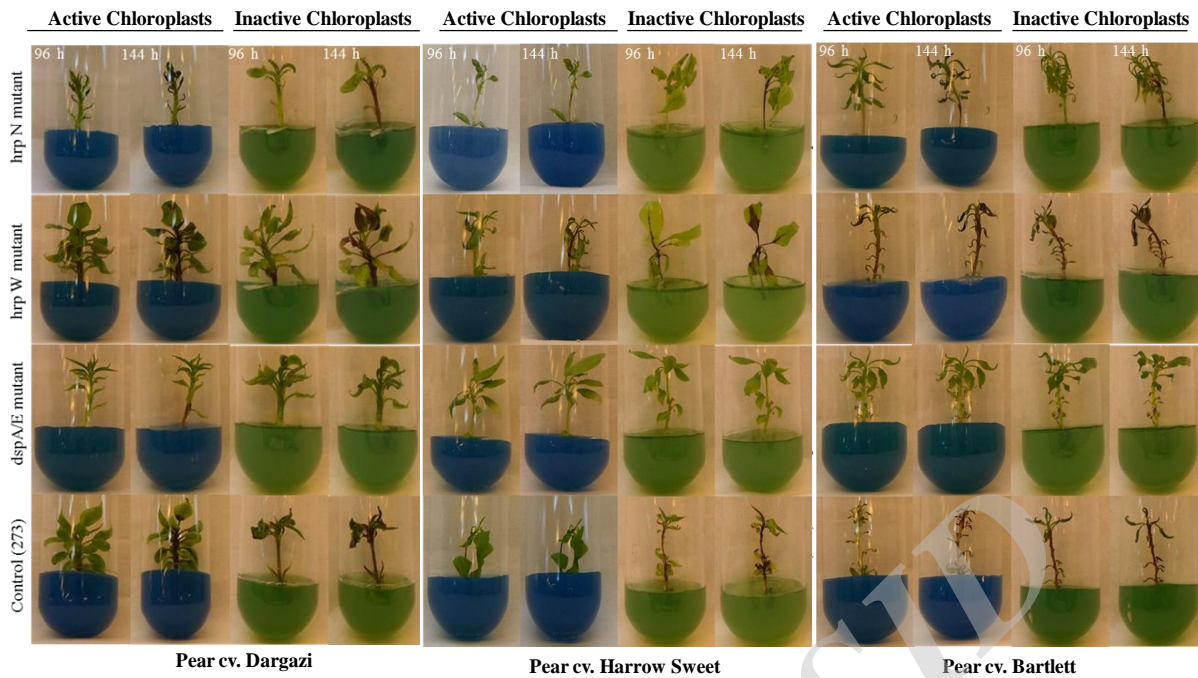 Active Chloroplasts Inactive Chloroplasts Active Chloroplasts Inactive Chloroplasts Active Chloroplasts Inactive Chloroplasts
96 h 144 h 96 h 144 h 96 h 144 h 96 h 144 h 96 h 144 h 96 h 144 h
hrp N mutant
hrp W mutant
dspA/E mutant
Control (273)
Pear cv. Dargazi Pear cv. Harrow Sweet Pear cv. Bartlett
SID